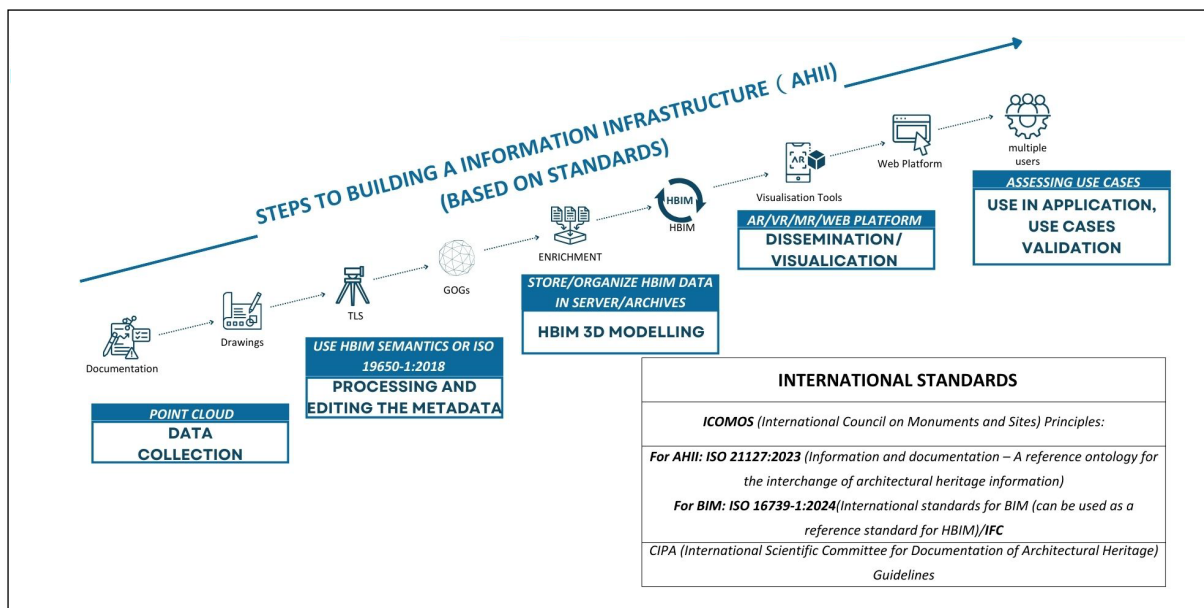 STEPS TO BUILDING A INFORMATION INFRASTRUCTURE ( AHII)
(BASED ON STANDARDS)
Documentation
Drawings
TLS
GOGs
ENRICHMENT
HBIM
HBIM
AR
Visualisation Tools
Web Platform
multiple
users
POINT CLOUD
DATA
COLLECTION
USE HBIM SEMANTICS OR ISO
19650-1:2018
PROCESSING AND
EDITING THE METADATA
STORE/ORGANIZE HBIM DATA
IN SERVER/ARCHIVES
HBIM 3D MODELLING
AR/VR/MR/WEB PLATFORM
DISSEMINATION/
VISUALICATION
ASSESSING USE CASES
USE IN APPLICATION,
USE CASES
VALIDATION
INTERNATIONAL STANDARDS
ICOMOS (International Council on Monuments and Sites) Principles:
For AHII: ISO 21127:2023 (Information and documentation – A reference ontology for
the interchange of architectural heritage information)
For BIM: ISO 16739-1:2024(International standards for BIM (can be used as a
reference standard for HBIM)/IFC
CIPA (International Scientific Committee for Documentation of Architectural Heritage)
Guidelines